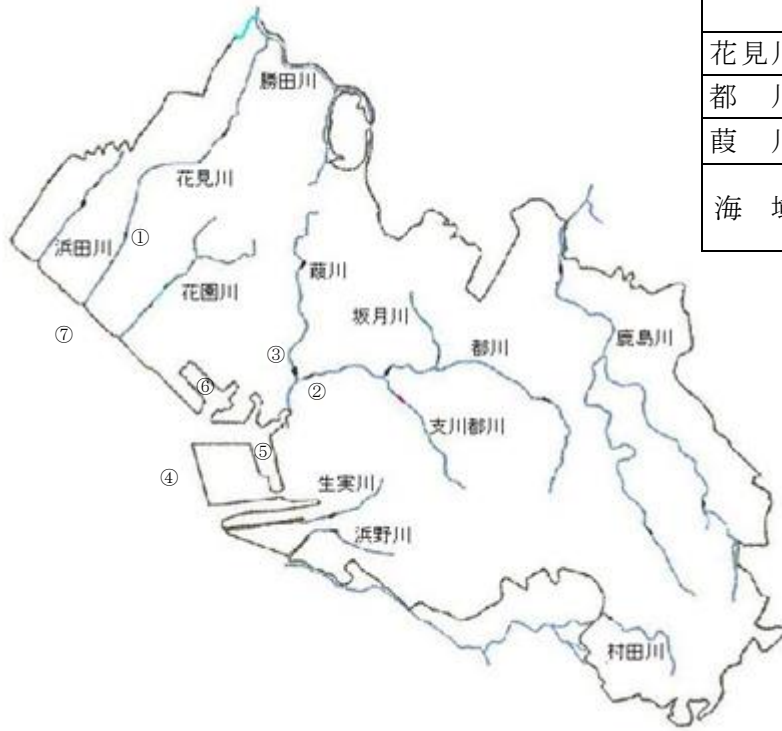 勝田川
花見川
都 川
葭 川
海 域
花見川
浜田川
①
花園川
葭川
坂月川
都川
鹿島川
⑦
③
②
⑥
支川都川
⑤
④
生実川
浜野川
村田川